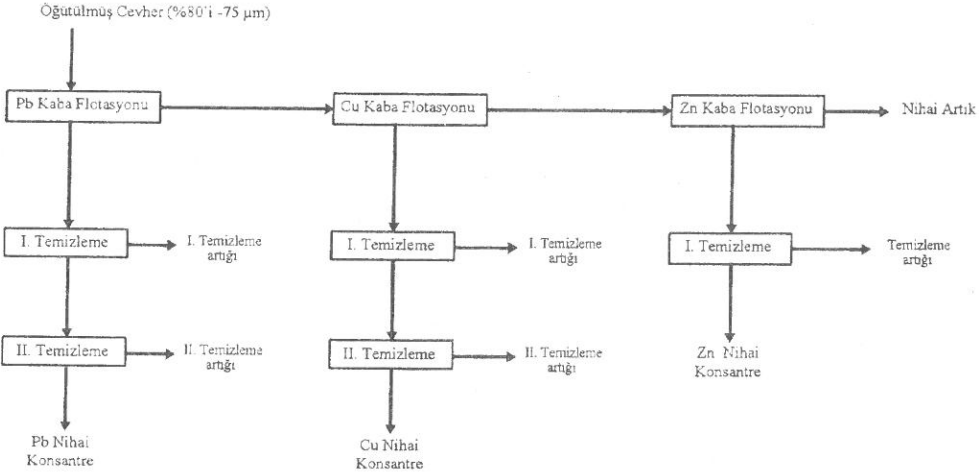 Öğütülmüş Cevher (%80'i -75 µm)
Pb Kaba Flotasyonu
Cu Kaba Flotasyonu
Zn Kaba Flotasyonu
Nihai Artık
I. Temizleme
I. Temizleme
artığı
I. Temizleme
I. Temizleme
artığı
I. Temizleme
Temizleme
artığı
II. Temizleme
II. Temizleme
artığı
II. Temizleme
II. Temizleme
artığı
Zn Nihai
Konsantre
Pb Nihai
Konsantre
Cu Nihai
Konsantre